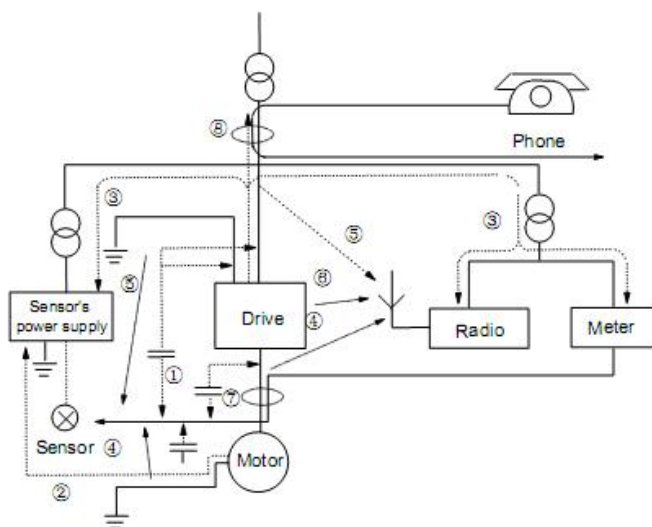 ⑧
Phone
③
③
⑤
⑤
⑥
Sensor's
power supply
Drive
④
Radio
Meter
①
⑦
Sensor
④
Motor
②